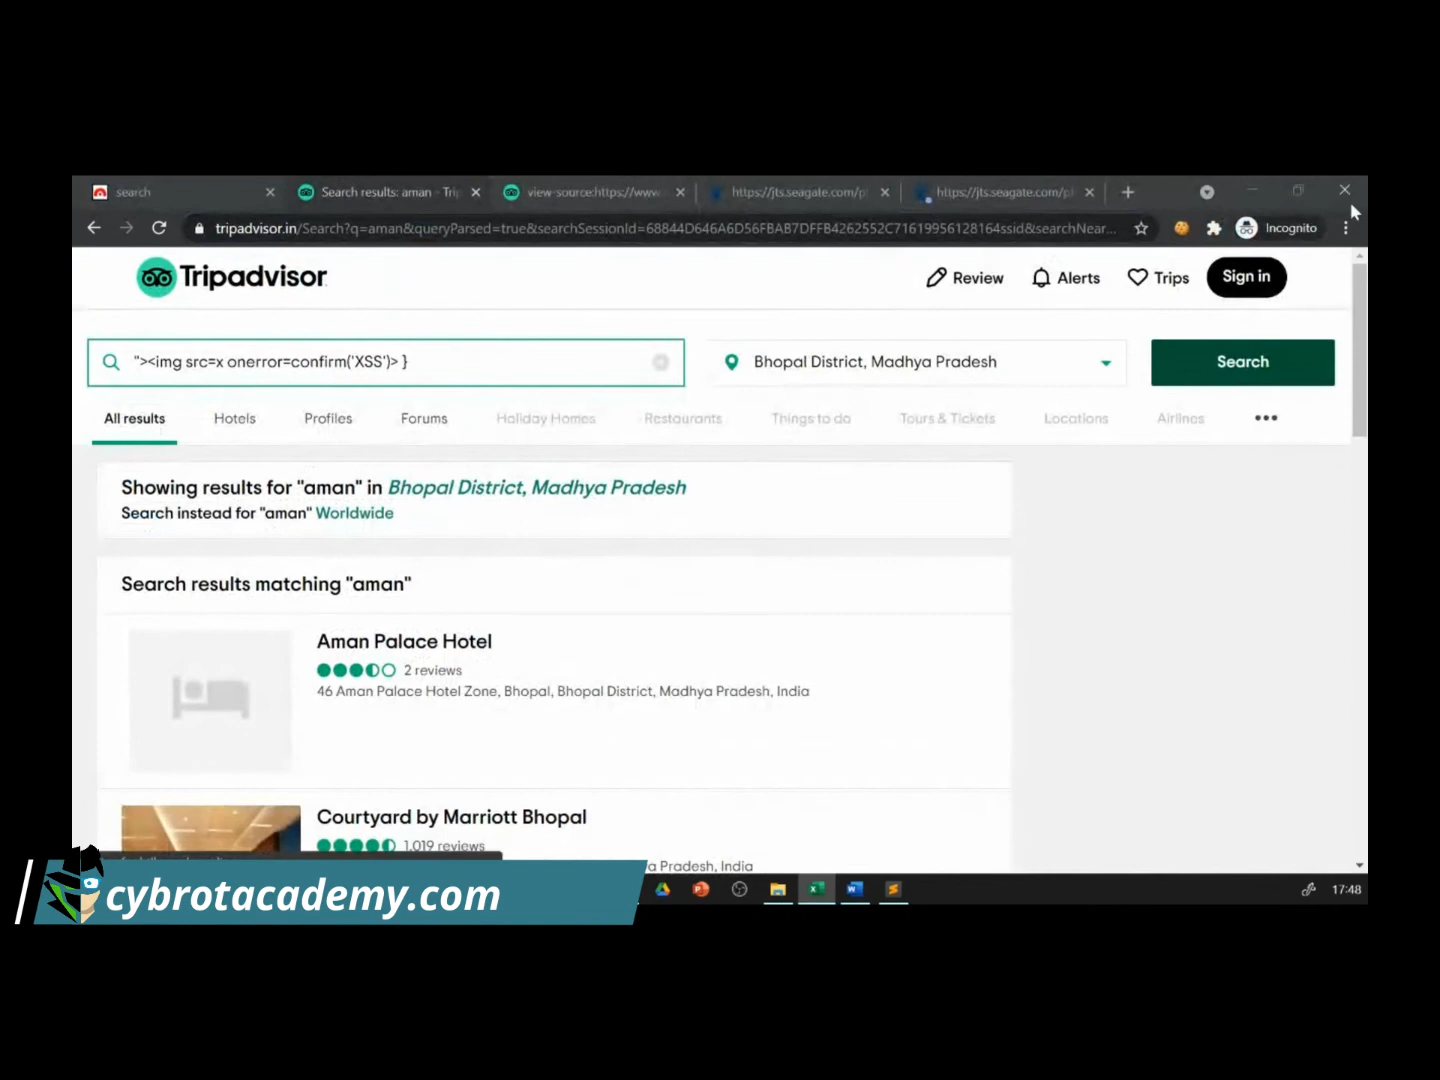 search
Search results: aman - Trip
view-source:https://www
https://jts.seagate.com/p
https://jts.seagate.com/p
tripadvisor.in/Search?q=aman&queryParsed=true&searchSessionId=68844D646A6D56FBAB7DFFB4262552C71619956128164ssid&searchNear...
Incognito
Tripadvisor
Review
Alerts
Trips
Sign in
"><img src=x onerror=confirm('XSS')> }
Bhopal District, Madhya Pradesh
Search
All results
Hotels
Profiles
Forums
Holiday Homes
Restaurants
Things to do
Tours & Tickets
Locations
Airlines
Showing results for "aman" in Bhopal District, Madhya Pradesh
Search instead for "aman" Worldwide
Search results matching "aman"
Aman Palace Hotel
2 reviews
46 Aman Palace Hotel Zone, Bhopal, Bhopal District, Madhya Pradesh, India
Courtyard by Marriott Bhopal
1,019 reviews
a Pradesh, India
cybrotacademy.com
17:48